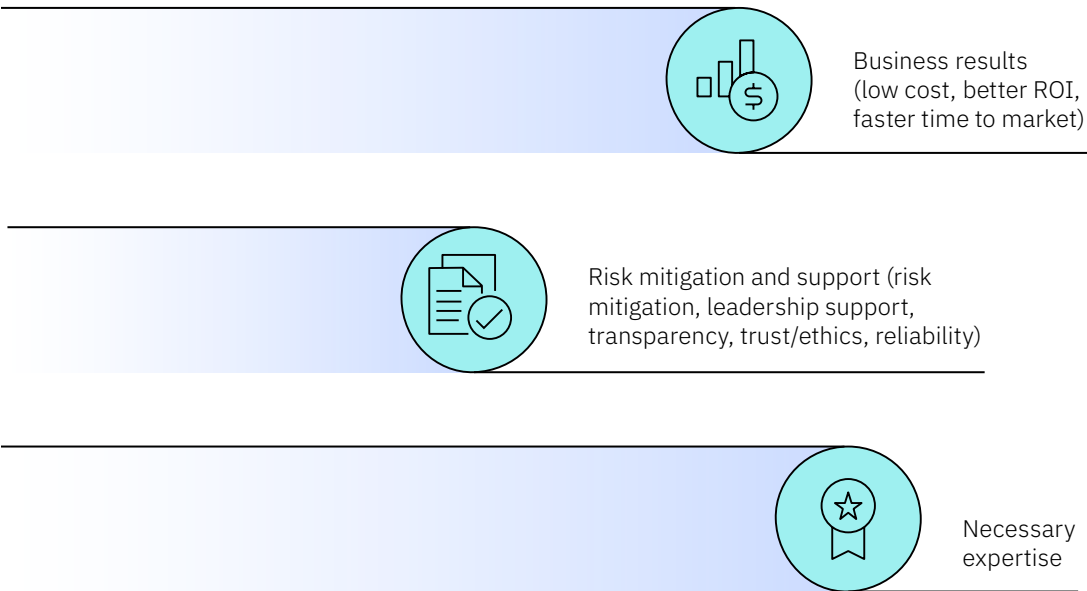 Business results
(low cost, better ROI,
faster time to market)
Risk mitigation and support (risk
mitigation, leadership support,
transparency, trust/ethics, reliability)
Necessary
expertise